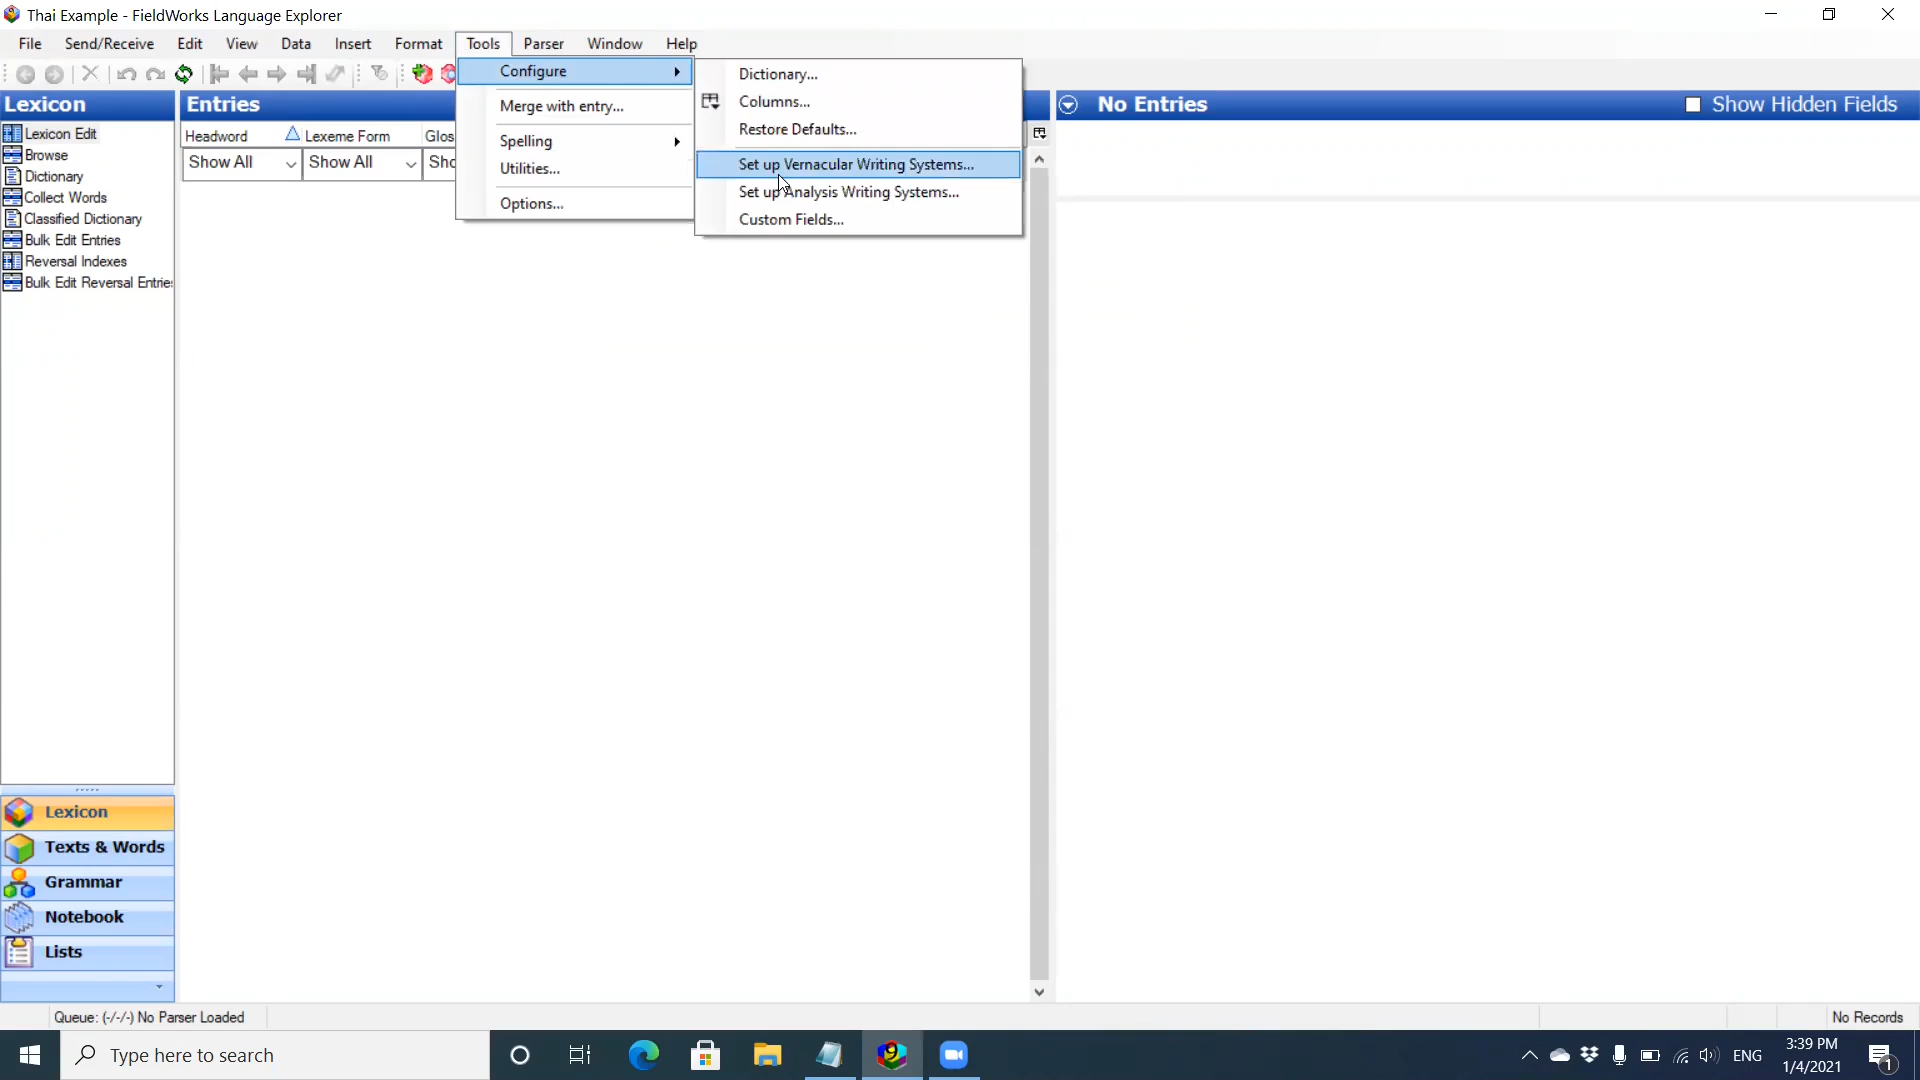 Thai Example - FieldWorks Language Explorer
File Send/Receive Edit View Data Insert Format Tools Parser Window Help
Configure
Merge with entry...
Spelling
Utilities...
Options...
Dictionary...
Columns...
Restore Defaults...
Set up Vernacular Writing Systems...
Set up Analysis Writing Systems...
Custom Fields...
Lexicon
Lexicon Edit
Browse
Dictionary
Collect Words
Classified Dictionary
Bulk Edit Entries
Reversal Indexes
Bulk Edit Reversal Entries
Entries
Headword Lexeme Form Glos
Show All Show All Sho
No Entries Show Hidden Fields
Lexicon
Texts & Words
Grammar
Notebook
Lists
Queue: (-/-/-) No Parser Loaded No Records
Type here to search
ENG
3:39 PM
1/4/2021
1